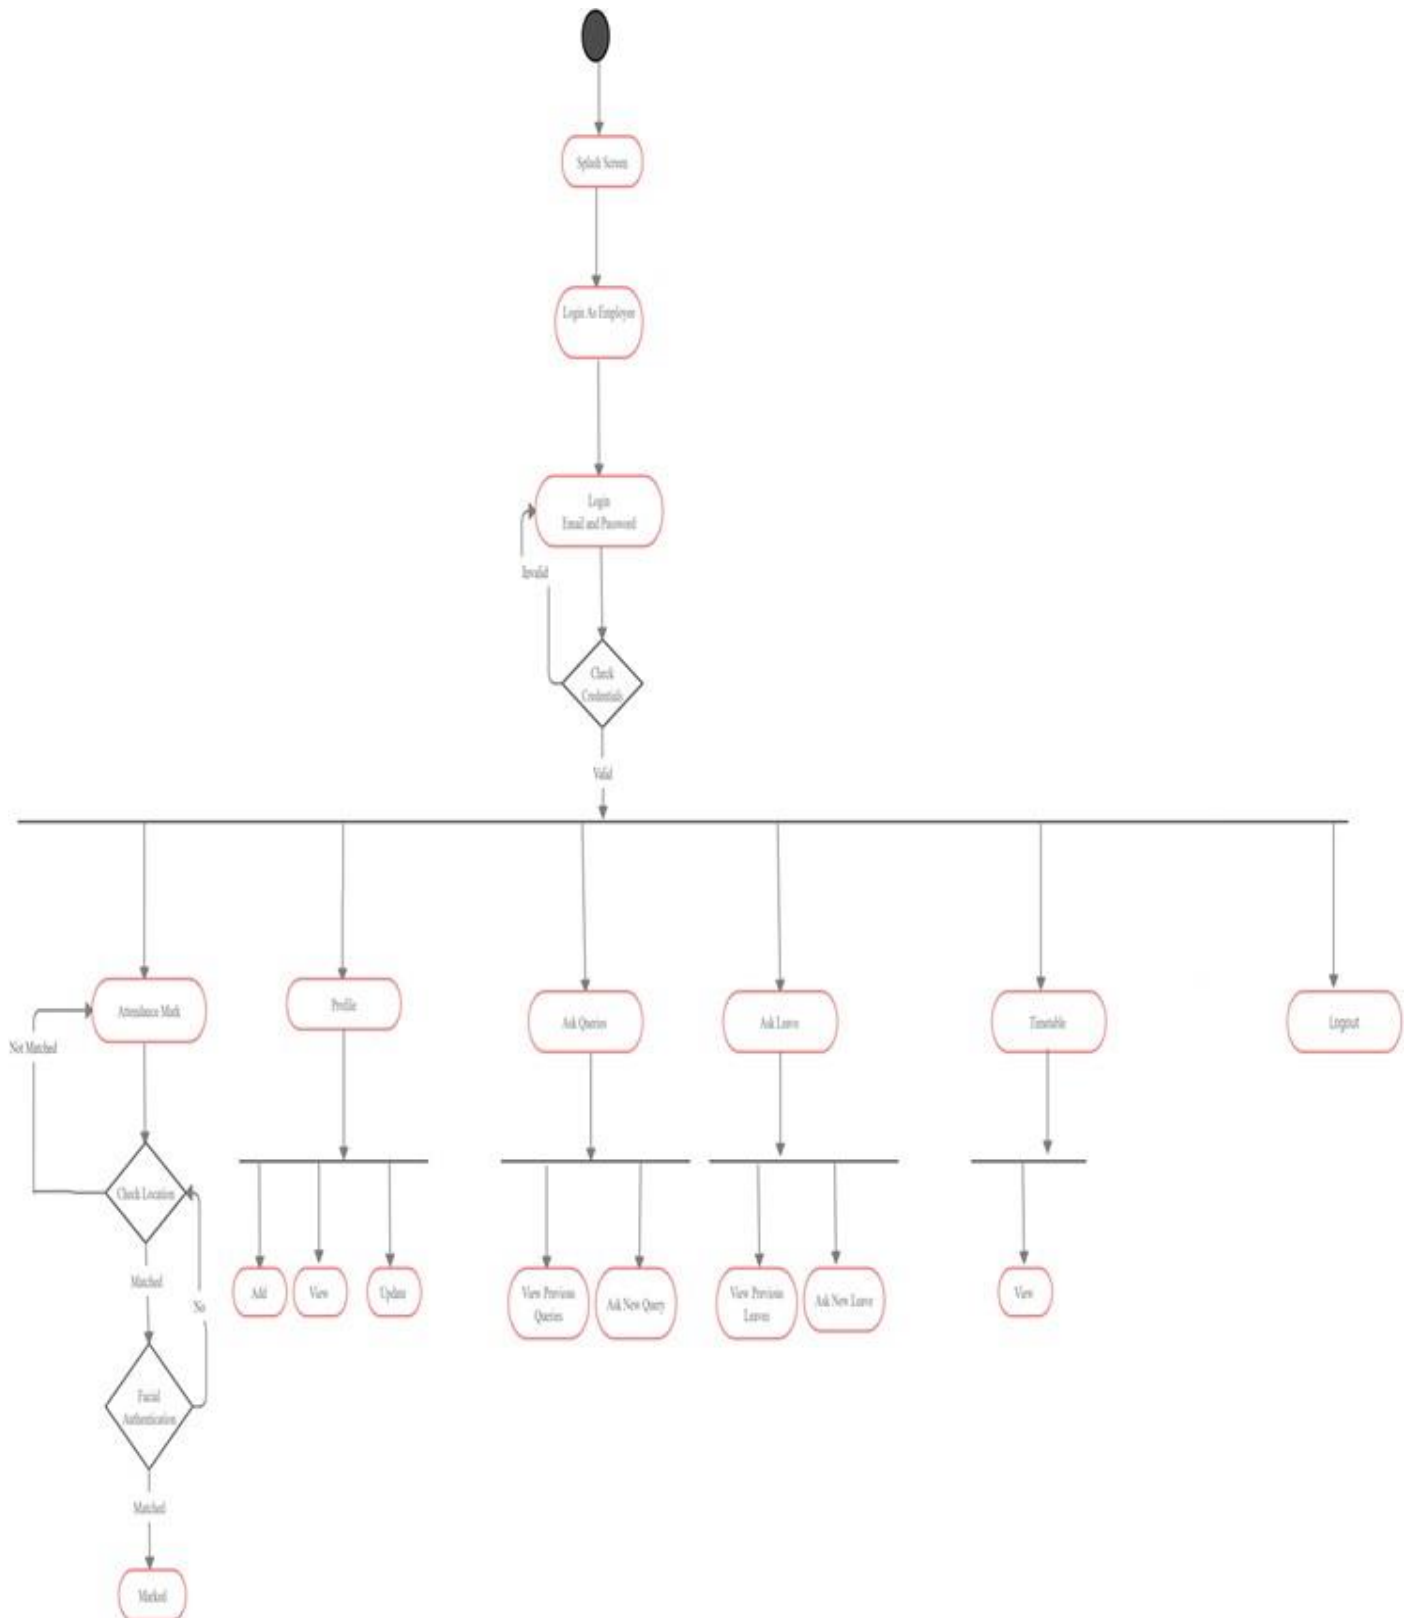 Splash Screen
Login As Employee
Login
Email and Password
Invalid
Check
Credentials
Valid
Attendance Mark
Profile
Ask Queries
Ask Leave
Timetable
Logout
Not Matched
Check Location
Matched
No
Add
View
Update
View Previous
Queries
Ask New Query
View Previous
Leaves
Ask New Leave
View
Facial
Authentication
Matched
Marked